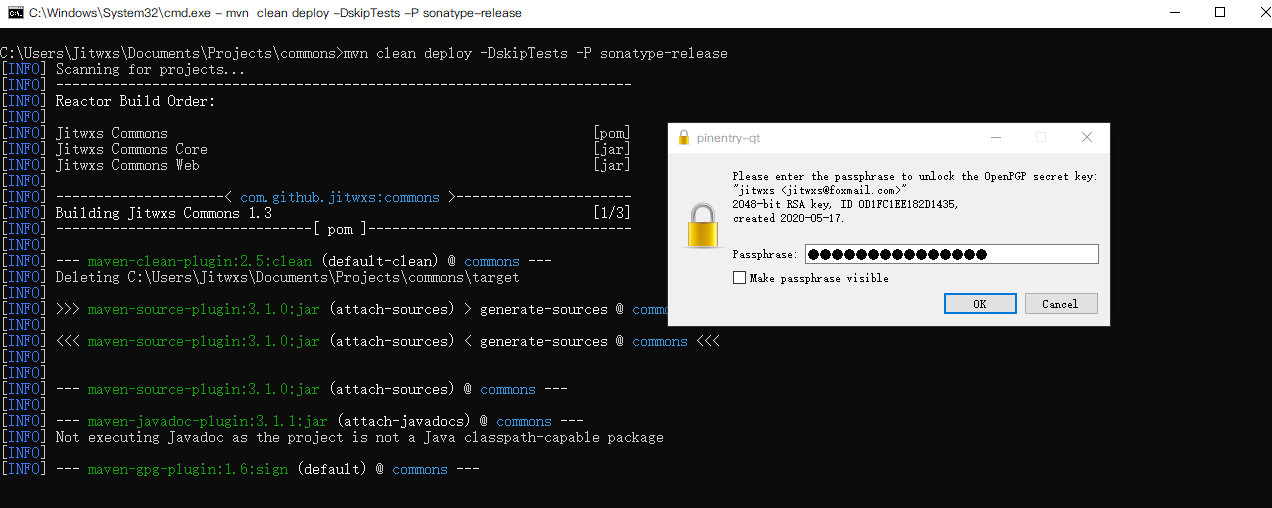 C:\Windows\System32\cmd.exe - mvn  clean deploy -DskipTests -P sonatype-release
C:\Users\Jitwxs\Documents\Projects\commons>mvn clean deploy -DskipTests -P sonatype-release
[INFO] Scanning for projects...
[INFO] ------------------------------------------------------------------------
[INFO] Reactor Build Order:
[INFO]
[INFO] Jitwxs Commons                                                     [pom]
[INFO] Jitwxs Commons Core                                                [jar]
[INFO] Jitwxs Commons Web                                                 [jar]
[INFO]
[INFO] ---------------------< com.github.jitwxs:commons >----------------------
[INFO] Building Jitwxs Commons 1.3                                        [1/3]
[INFO] --------------------------------[ pom ]---------------------------------
[INFO]
[INFO] --- maven-clean-plugin:2.5:clean (default-clean) @ commons ---
[INFO] Deleting C:\Users\Jitwxs\Documents\Projects\commons\target
[INFO]
[INFO] >>> maven-source-plugin:3.1.0:jar (attach-sources) > generate-sources @ commo
[INFO]
[INFO] <<< maven-source-plugin:3.1.0:jar (attach-sources) < generate-sources @ commons <<<
[INFO]
[INFO]
[INFO] --- maven-source-plugin:3.1.0:jar (attach-sources) @ commons ---
[INFO]
[INFO] --- maven-javadoc-plugin:3.1.1:jar (attach-javadocs) @ commons ---
[INFO] Not executing Javadoc as the project is not a Java classpath-capable package
[INFO]
[INFO] --- maven-gpg-plugin:1.6:sign (default) @ commons ---
pinentry-qt
Please enter the passphrase to unlock the OpenPGP secret key:
"jitwxs <jitwxs@foxmail.com>"
2048-bit RSA key, ID 0D1FC1EE182D1435,
created 2020-05-17.
Passphrase: ●●●●●●●●●●●●●●●
Make passphrase visible
OK Cancel